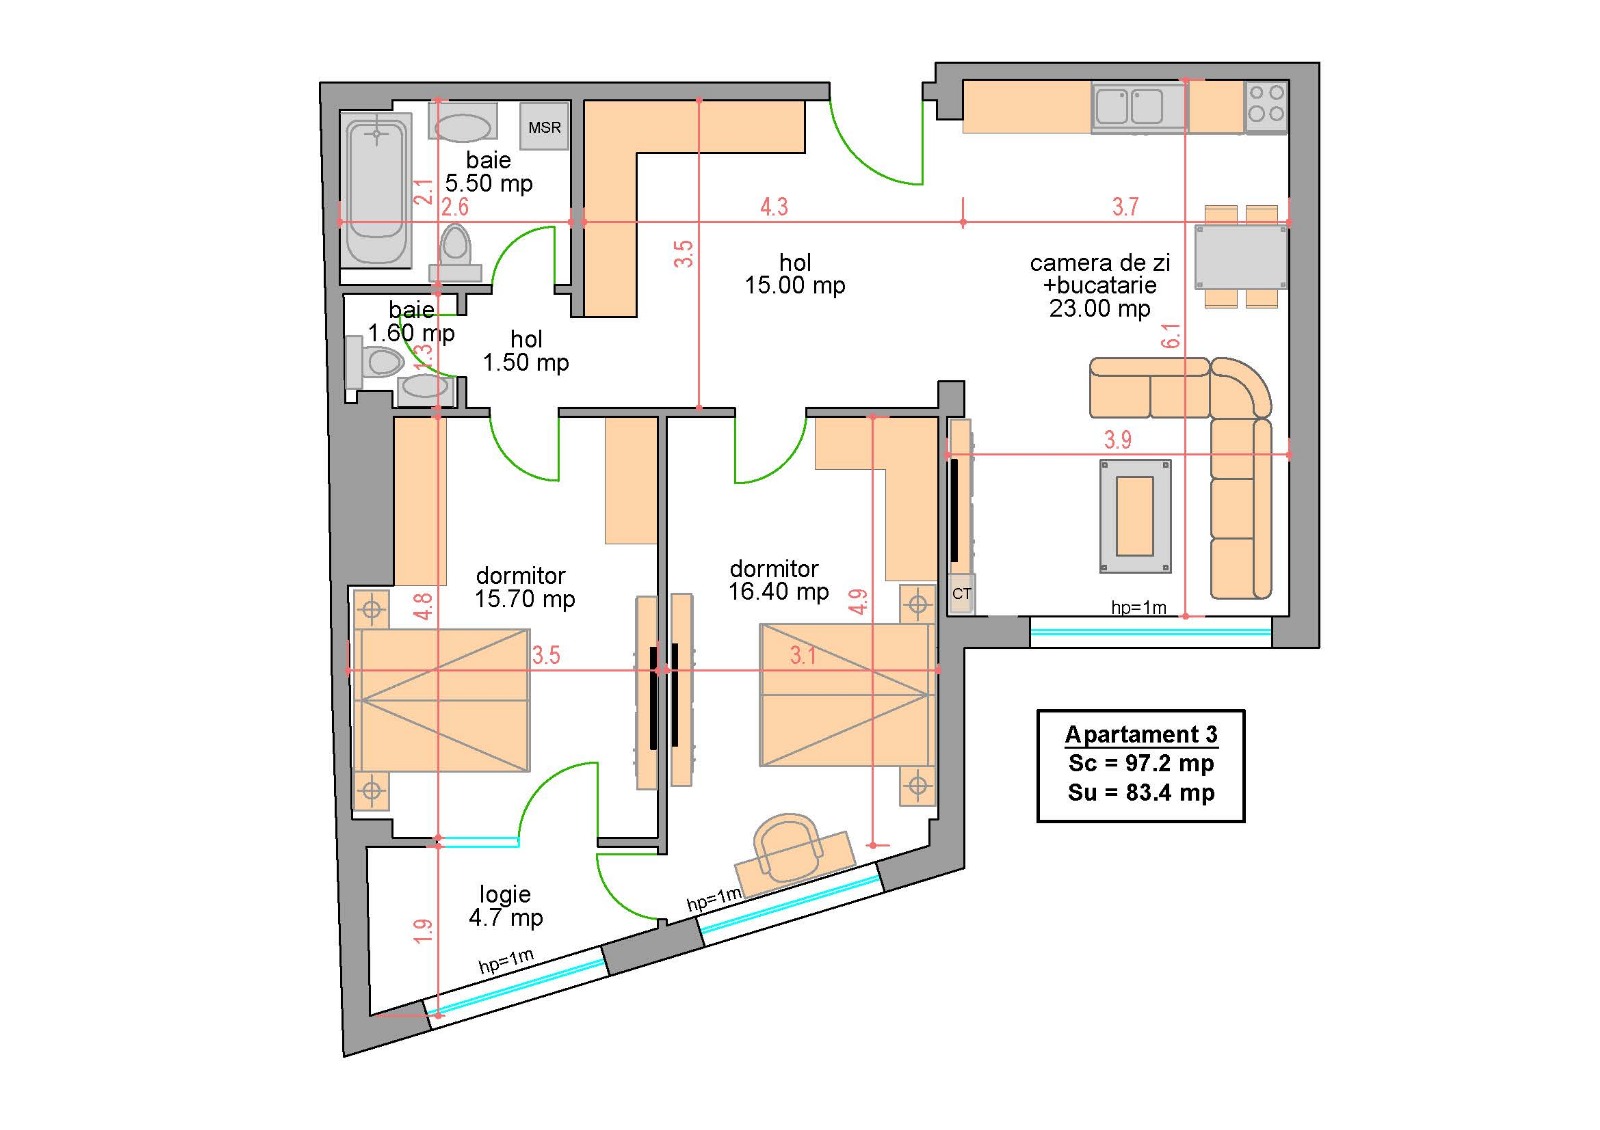 MSR
baie
5.50 mp
2.1
2.6
4.3
3.7
3.5
hol
15.00 mp
camera de zi
+bucatarie
23.00 mp
6.1
baie
1.60 mp
1.3
hol
1.50 mp
3.9
dormitor
15.70 mp
4.8
3.5
dormitor
16.40 mp
4.9
3.1
CT
hp=1m
Apartament 3
Sc = 97.2 mp
Su = 83.4 mp
logie
4.7 mp
1.9
hp=1m
hp=1m